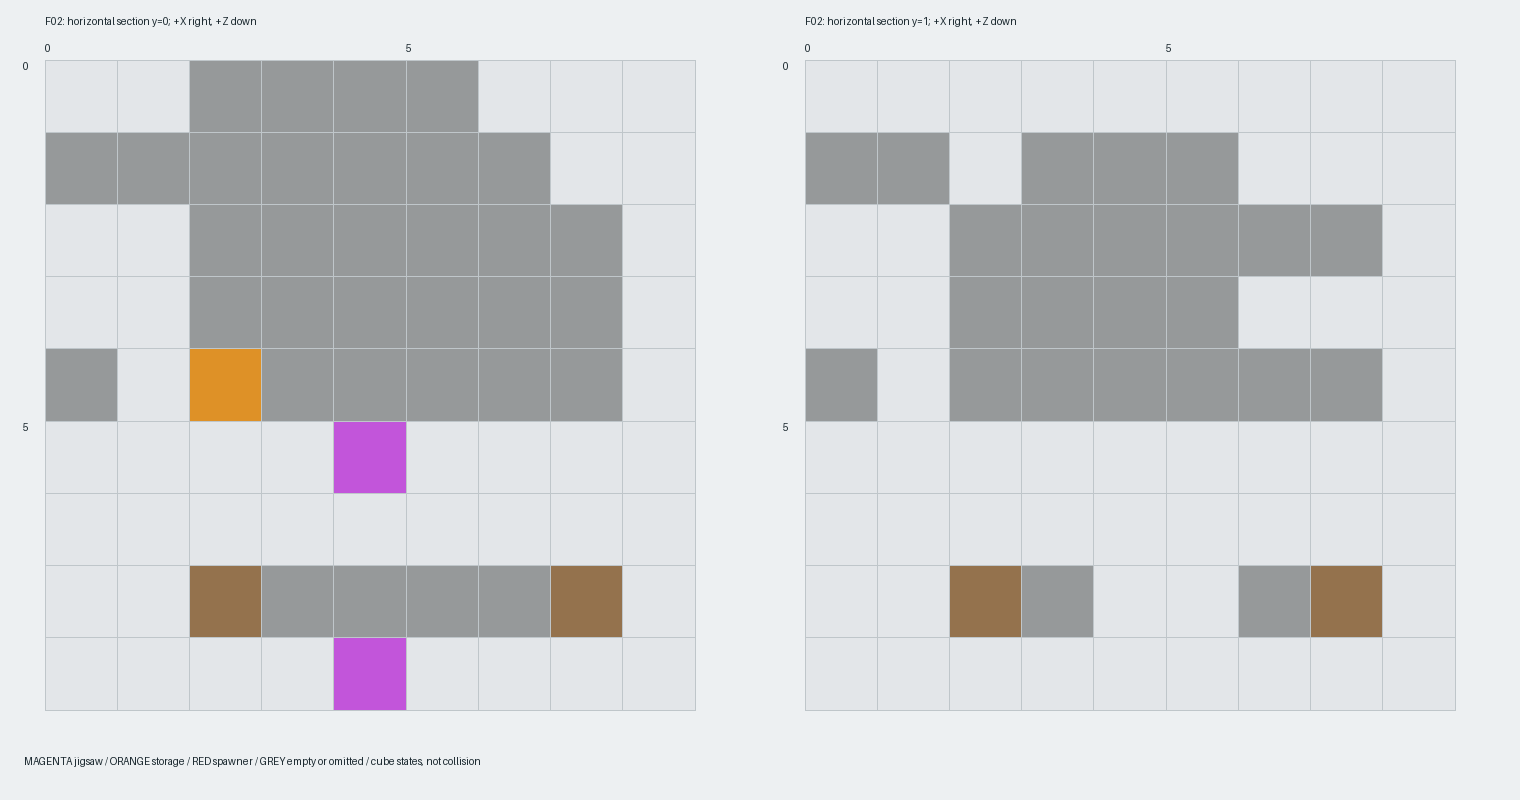 F02: horizontal section y=0; +X right, +Z down
F02: horizontal section y=1; +X right, +Z down
0 5
0 5
0
0
5
5
MAGENTA jigsaw / ORANGE storage / RED spawner / GREY empty or omitted / cube states, not collision